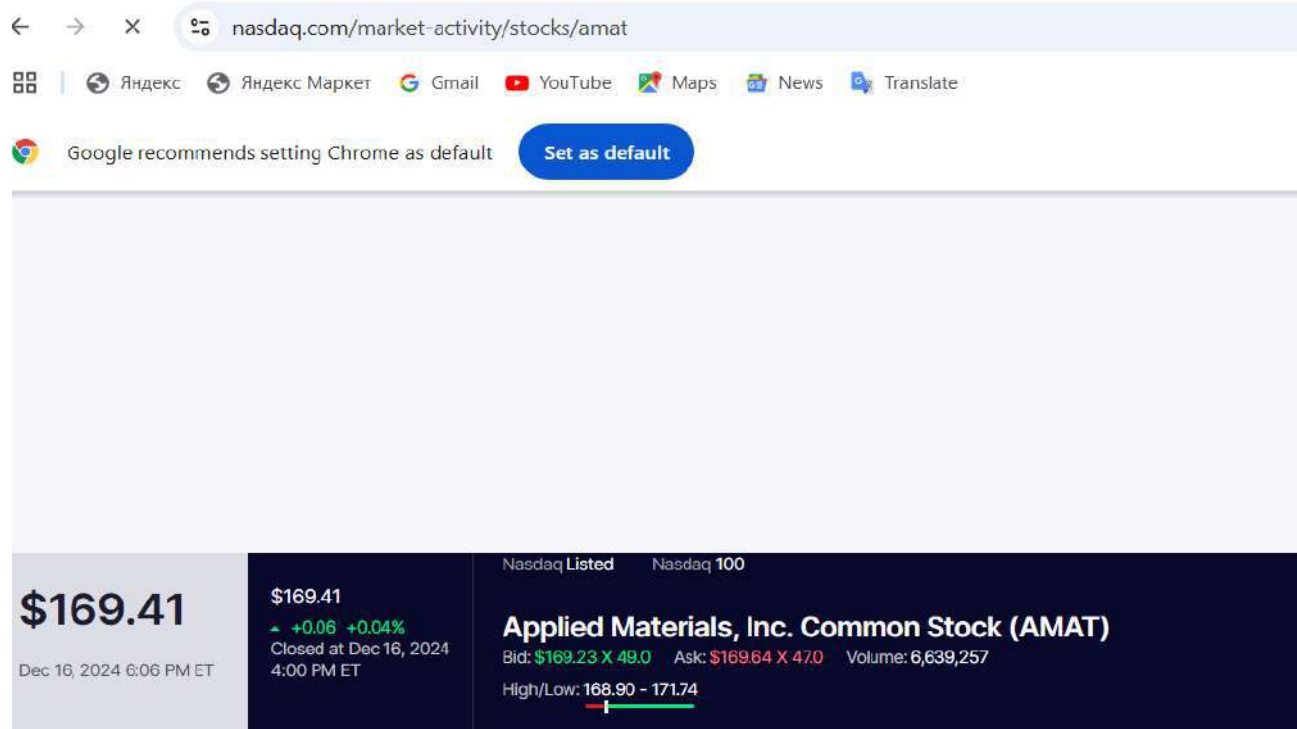 nasdaq.com/market-activity/stocks/amat
Яндекс Яндекс Маркет Gmail YouTube Maps News Translate
Google recommends setting Chrome as default Set as default
$169.41
Dec 16, 2024 6:06 PM ET
$169.41
+0.06 +0.04%
Closed at Dec 16, 2024
4:00 PM ET
Nasdaq Listed Nasdaq 100
Applied Materials, Inc. Common Stock (AMAT)
Bid: $169.23 X 49.0 Ask: $169.64 X 47.0 Volume: 6,639,257
High/Low: 168.90 - 171.74